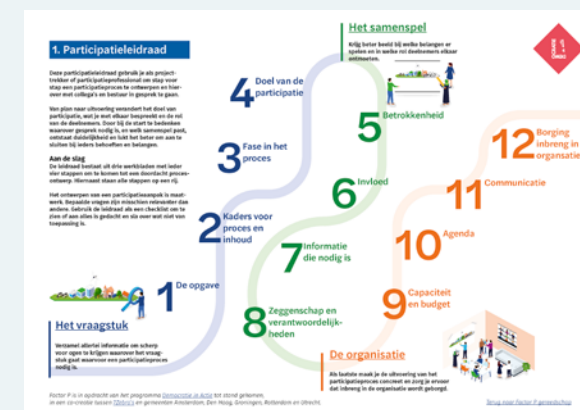 1. Participatieleidraad
Deze participatieleidraad gebruik je als project-
trekker of participatieprofessional om stap voor
stap een participatieproces te ontwerpen en hier-
over met collega's en bestuur in gesprek te gaan.
Van plan naar uitvoering verandert het doel van
participatie, wat je met elkaar bespreekt en de rol
van de deelnemers. Door bij de start te bedenken
waarover gesprek nodig is, en welk samenspel past,
ontstaat duidelijkheid en lukt het beter om aan te
sluiten bij ieders behoeften en belangen.
Aan de slag
De leidraad bestaat uit drie werkbladen met ieder
vier stappen om te komen tot een doordacht proces-
ontwerp. Hiernaast staan alle stappen op een rij.
Het ontwerpen van een participatieaanpak is maat-
werk. Bepaalde vragen zijn misschien relevanter dan
andere. Gebruik de leidraad als een checklist om te
zien of aan alles is gedacht en sla over wat niet van
toepassing is.
Het vraagstuk
Verzamel allerlei informatie om scherp
voor ogen te krijgen waarover het vraag-
stuk gaat waarvoor een participatieproces
nodig is.
1 De opgave
2 Kaders voor
proces en
inhoud
3 Fase in het
proces
4 Doel van de
participatie
Het samenspel
Krijg beter beeld bij welke belangen er
spelen en in welke rol deelnemers elkaar
ontmoeten.
5 Betrokkenheid
6 Invloed
7 Informatie
die nodig is
8 Zeggenschap en
verantwoordelijk-
heden
De organisatie
Als laatste maak je de uitvoering van het
participatieproces concreet en zorg je ervoor
dat inbreng in de organisatie wordt geborgd.
9 Capaciteit
en budget
10 Agenda
11 Communicatie
12 Borging
inbreng in
organsatie
Factor P is in opdracht van het programma Democratie in Actie tot stand gekomen,
in een co-creatie tussen
en gemeenten Amsterdam, Den Haag, Groningen, Rotterdam en Utrecht.
Terug naar Factor P gereedschap